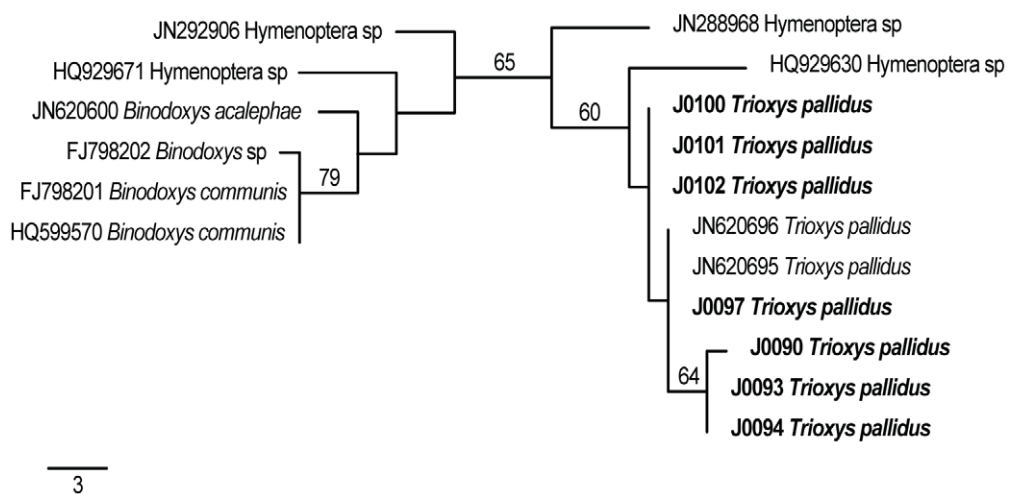 JN292906 Hymenoptera sp
HQ929671 Hymenoptera sp
JN620600 Binodoxys acalephae
FJ798202 Binodoxys sp
79
FJ798201 Binodoxys communis
HQ599570 Binodoxys communis
65
JN288968 Hymenoptera sp
HQ929630 Hymenoptera sp
60
J0100 Trioxys pallidus
J0101 Trioxys pallidus
J0102 Trioxys pallidus
JN620696 Trioxys pallidus
JN620695 Trioxys pallidus
J0097 Trioxys pallidus
J0090 Trioxys pallidus
64
J0093 Trioxys pallidus
J0094 Trioxys pallidus
3